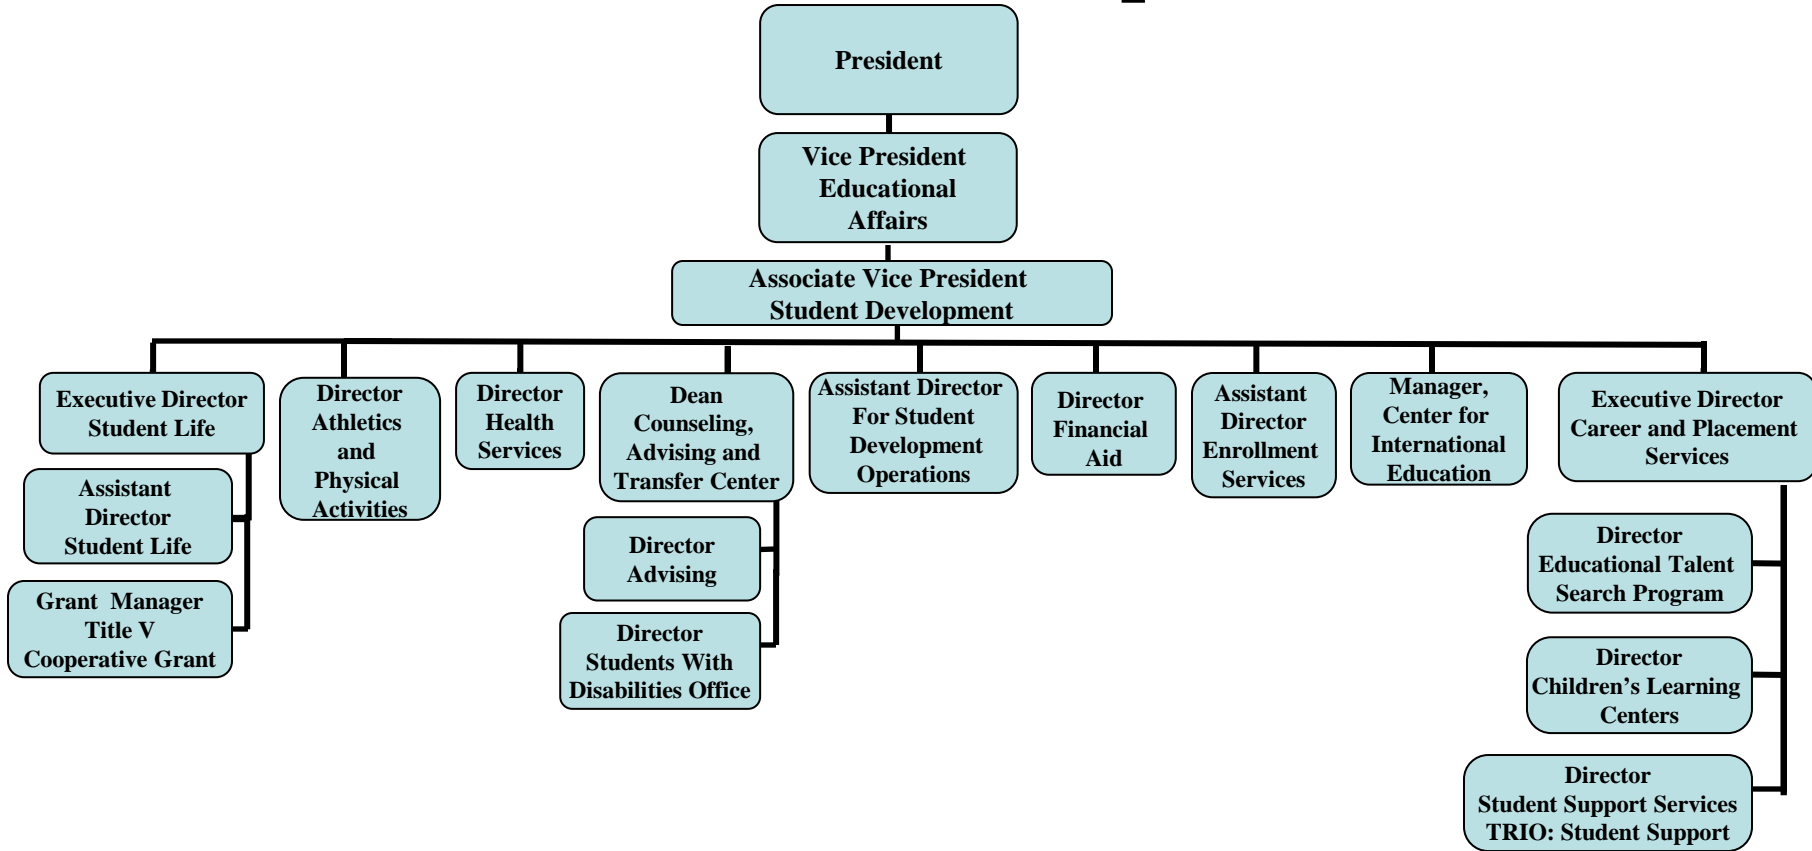 President
Vice President
Educational
Affairs
Associate Vice President
Student Development
Executive Director
Student Life
Director
Athletics
and
Physical
Activities
Director
Health
Services
Dean
Counseling,
Advising and
Transfer Center
Assistant Director
For Student
Development
Operations
Director
Financial
Aid
Assistant
Director
Enrollment
Services
Manager,
Center for
International
Education
Executive Director
Career and Placement
Services
Assistant
Director
Student Life
Grant Manager
Title V
Cooperative Grant
Director
Advising
Director
Students With
Disabilities Office
Director
Educational Talent
Search Program
Director
Children’s Learning
Centers
Director
Student Support Services
TRIO: Student Support